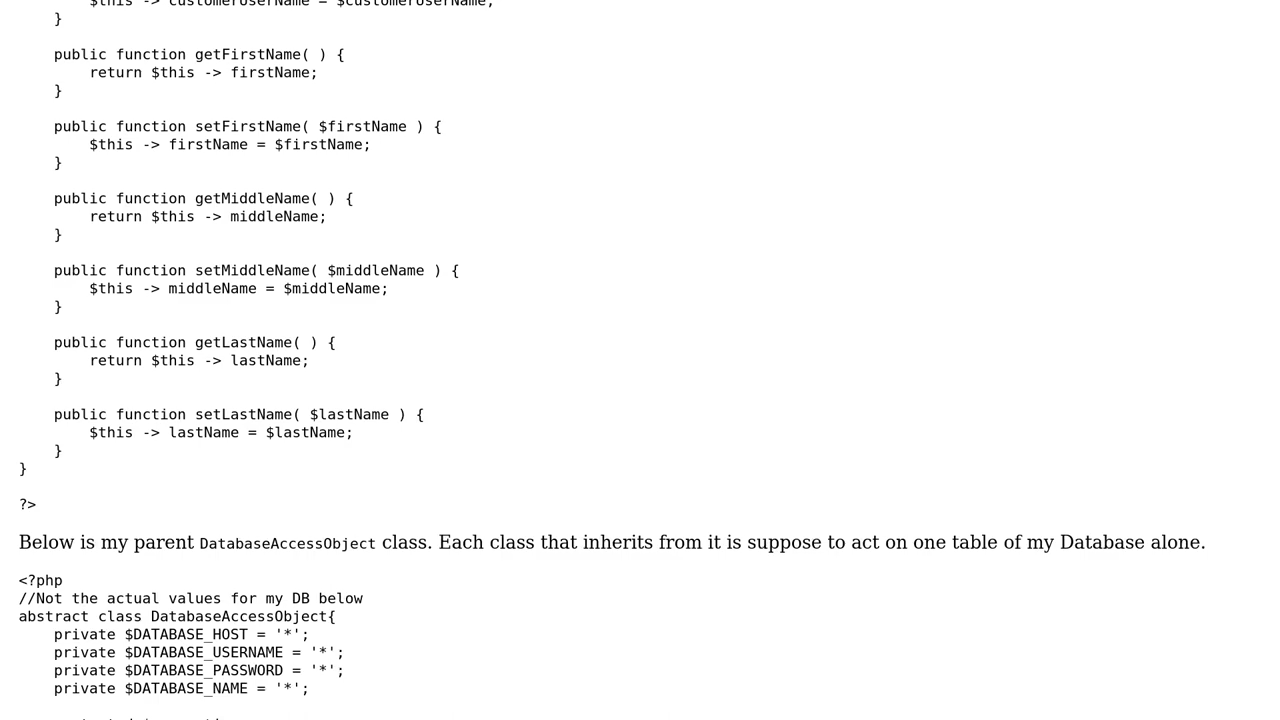 $this -> customerUserName = $customerUserName;
    }

    public function getFirstName( ) {
        return $this -> firstName;
    }

    public function setFirstName( $firstName ) {
        $this -> firstName = $firstName;
    }

    public function getMiddleName( ) {
        return $this -> middleName;
    }

    public function setMiddleName( $middleName ) {
        $this -> middleName = $middleName;
    }

    public function getLastName( ) {
        return $this -> lastName;
    }

    public function setLastName( $lastName ) {
        $this -> lastName = $lastName;
    }
}

?>
Below is my parent DatabaseAccessObject class. Each class that inherits from it is suppose to act on one table of my Database alone.
<?php
//Not the actual values for my DB below
abstract class DatabaseAccessObject{
    private $DATABASE_HOST = '*';
    private $DATABASE_USERNAME = '*';
    private $DATABASE_PASSWORD = '*';
    private $DATABASE_NAME = '*';